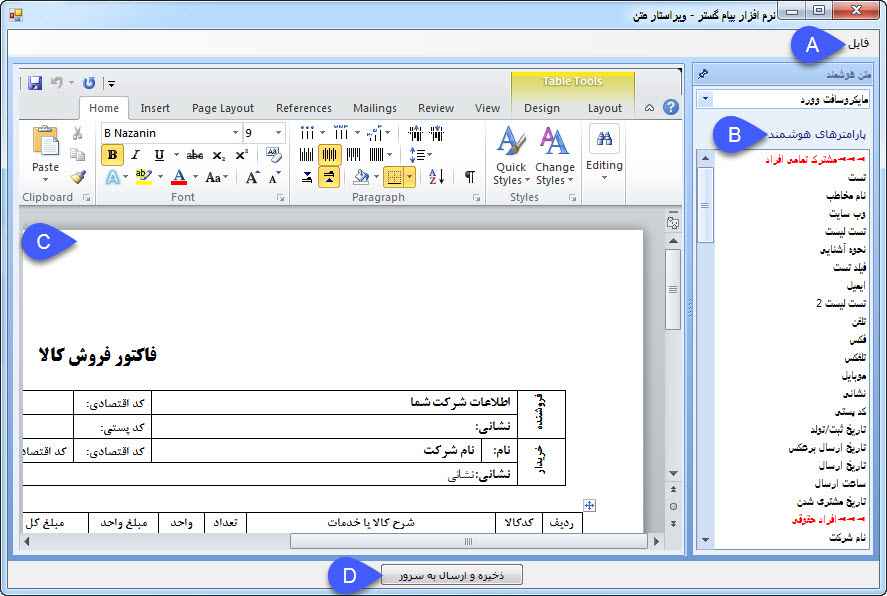 نرم افزار پیام گستر - ویراستار متن
فایل
A
Table Tools
Home Insert Page Layout References Mailings Review View Design Layout
B Nazanin 9
Paste
Quick Styles
Change Styles
Editing
Clipboard Font Paragraph Styles
متن هوشمند
مایکروسافت وورد
پارامترهای هوشمند
B
◄◄◄مشترک تمامی افراد
تست
نام مخاطب
وب سایت
تست لیست
نحوه آشنایی
فیلد تست
ایمیل
تست لیست 2
تلفن
فکس
تلفکس
موبایل
نشانی
کد پستی
تاریخ ثبت/تولد
تاریخ ارسال برعکس
تاریخ ارسال
ساعت ارسال
تاریخ مشتری شدن
◄◄◄افراد حقوقی
نام شرکت
C
فاکتور فروش کالا
فروشنده
اطلاعات شرکت شما
کد اقتصادی:
نشانی:
کد پستی:
خریدار
نام: نام شرکت
کد اقتصادی: کد اقتصاد
نشانی:نشانی
ردیف کدکالا شرح کالا یا خدمات تعداد واحد مبلغ واحد مبلغ کل
D
ذخیره و ارسال به سرور